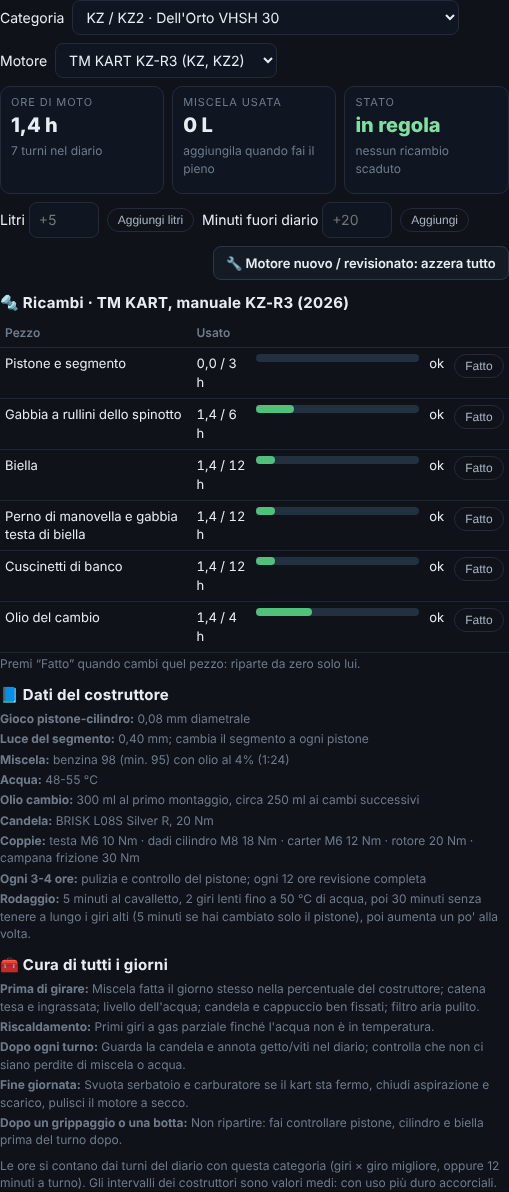 Categoria KZ / KZ2 · Dell'Orto VHSH 30
Motore TM KART KZ-R3 (KZ, KZ2)
ORE DI MOTO
1,4 h
7 turni nel diario
MISCELA USATA
0 L
aggiungila quando fai il
pieno
STATO
in regola
nessun ricambio
scaduto
Litri +5 Aggiungi litri Minuti fuori diario +20 Aggiungi
🔧 Motore nuovo / revisionato: azzera tutto
🔩 Ricambi · TM KART, manuale KZ-R3 (2026)
Pezzo Usato
Pistone e segmento 0,0 / 3 ok Fatto
h
Gabbia a rullini dello spinotto 1,4 / 6 ok Fatto
h
Biella 1,4 / 12 ok Fatto
h
Perno di manovella e gabbia 1,4 / 12 ok Fatto
testa di biella h
Cuscinetti di banco 1,4 / 12 ok Fatto
h
Olio del cambio 1,4 / 4 ok Fatto
h
Premi “Fatto” quando cambi quel pezzo: riparte da zero solo lui.
📘 Dati del costruttore
Gioco pistone-cilindro: 0,08 mm diametrale
Luce del segmento: 0,40 mm; cambia il segmento a ogni pistone
Miscela: benzina 98 (min. 95) con olio al 4% (1:24)
Acqua: 48-55 °C
Olio cambio: 300 ml al primo montaggio, circa 250 ml ai cambi successivi
Candela: BRISK L08S Silver R, 20 Nm
Coppie: testa M6 10 Nm · dadi cilindro M8 18 Nm · carter M6 12 Nm · rotore 20 Nm ·
campana frizione 30 Nm
Ogni 3-4 ore: pulizia e controllo del pistone; ogni 12 ore revisione completa
Rodaggio: 5 minuti al cavalletto, 2 giri lenti fino a 50 °C di acqua, poi 30 minuti senza
tenere a lungo i giri alti (5 minuti se hai cambiato solo il pistone), poi aumenta un po' alla
volta.
🧰 Cura di tutti i giorni
Prima di girare: Miscela fatta il giorno stesso nella percentuale del costruttore; catena
tesa e ingrassata; livello dell'acqua; candela e cappuccio ben fissati; filtro aria pulito.
Riscaldamento: Primi giri a gas parziale finché l'acqua non è in temperatura.
Dopo ogni turno: Guarda la candela e annota getto/viti nel diario; controlla che non ci
siano perdite di miscela o acqua.
Fine giornata: Svuota serbatoio e carburatore se il kart sta fermo, chiudi aspirazione e
scarico, pulisci il motore a secco.
Dopo un grippaggio o una botta: Non ripartire: fai controllare pistone, cilindro e biella
prima del turno dopo.
Le ore si contano dai turni del diario con questa categoria (giri × giro migliore, oppure 12
minuti a turno). Gli intervalli dei costruttori sono valori medi: con uso più duro accorciali.